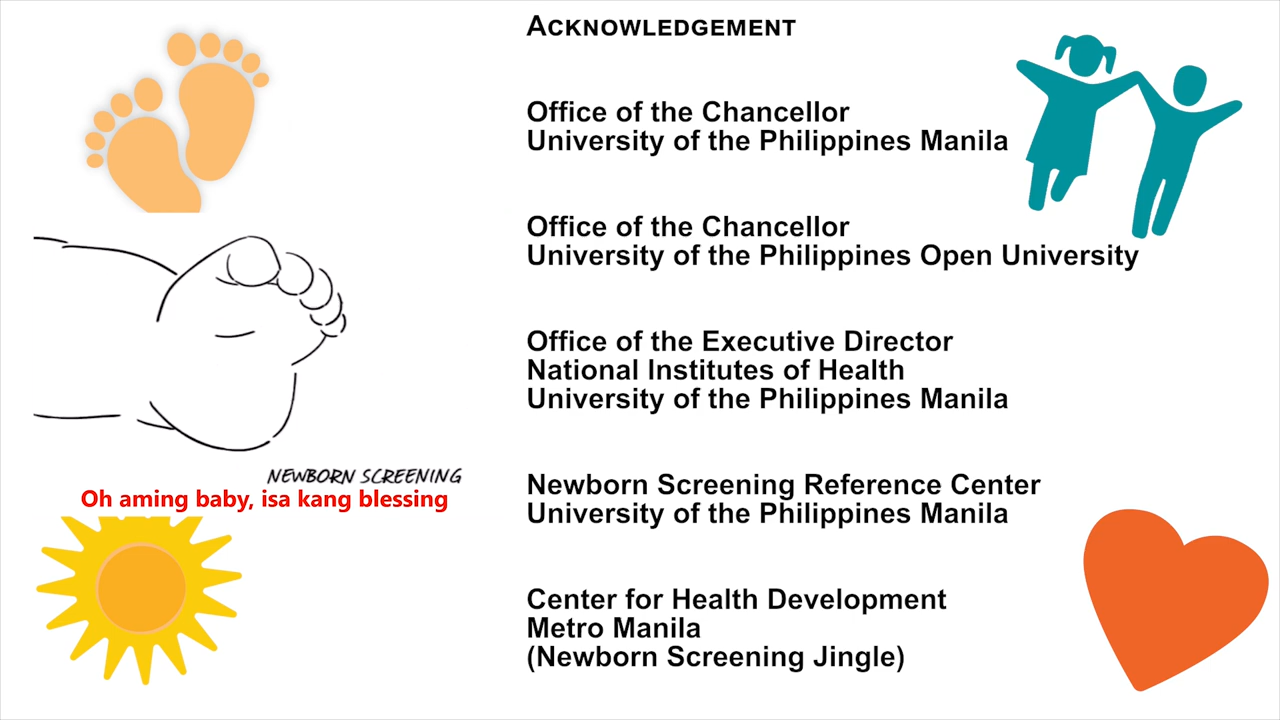 ACKNOWLEDGEMENT
Office of the Chancellor
University of the Philippines Manila
Office of the Chancellor
University of the Philippines Open University
Office of the Executive Director
National Institutes of Health
University of the Philippines Manila
Newborn Screening Reference Center
University of the Philippines Manila
Center for Health Development
Metro Manila
(Newborn Screening Jingle)
NEWBORN SCREENING
Oh aming baby, isa kang blessing